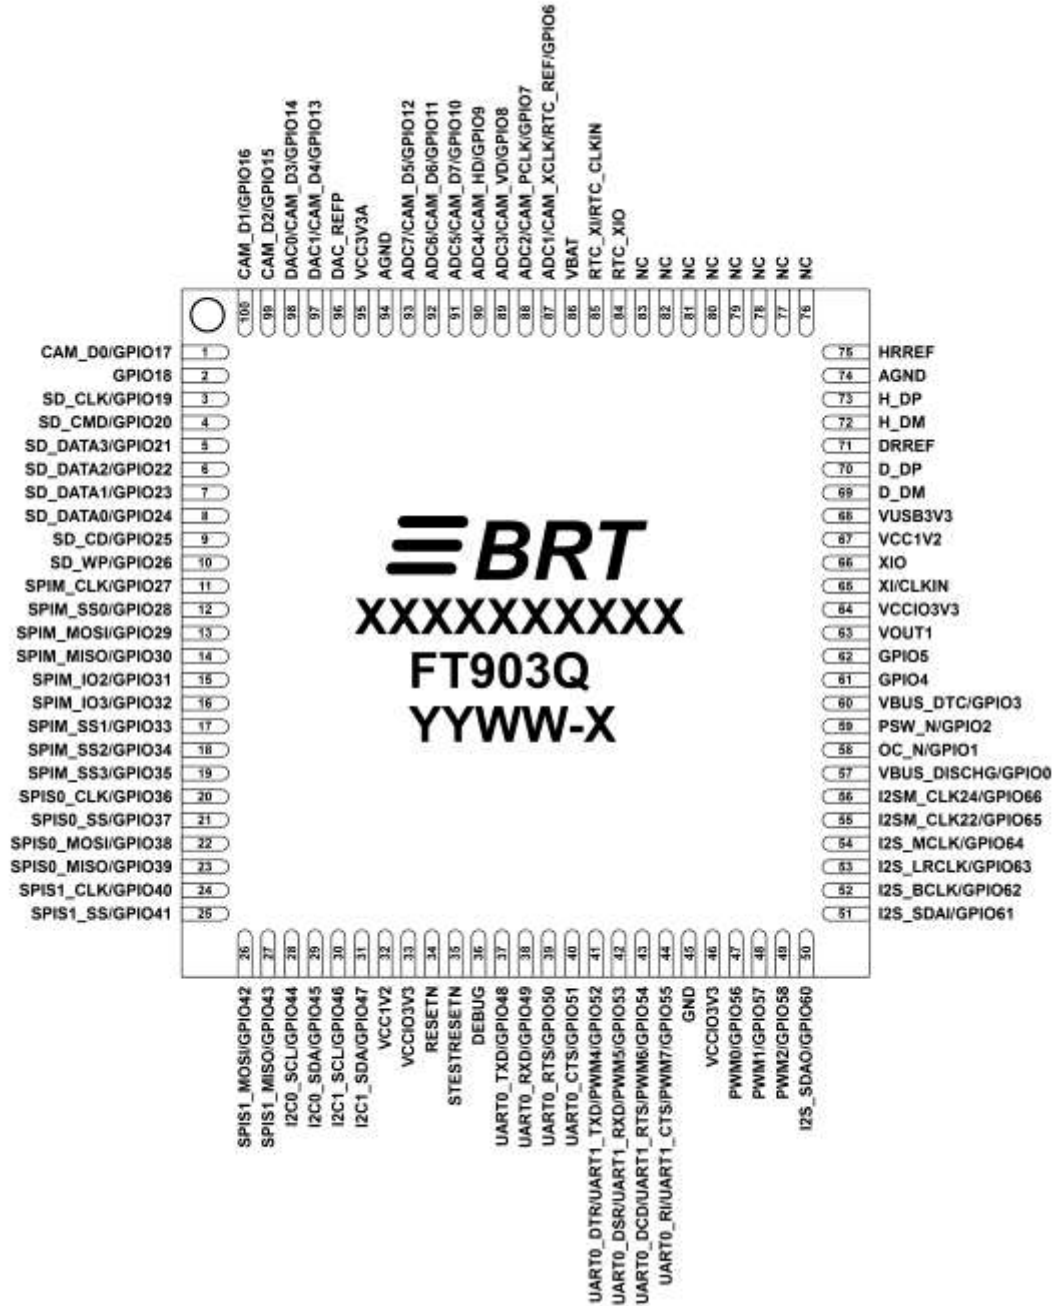 CAM_D1/GPIO16
CAM_D2/GPIO15
DAC0/CAM_D3/GPIO14
DAC1/CAM_D4/GPIO13
DAC_REFP
VCC3V3A
AGND
ADC7/CAM_D5/GPIO12
ADC6/CAM_D6/GPIO11
ADC5/CAM_D7/GPIO10
ADC4/CAM_HD/GPIO9
ADC3/CAM_VD/GPIO8
ADC2/CAM_PCLK/GPIO7
ADC1/CAM_XCLK/RTC_REF/GPIO6
VBAT
RTC_XI/RTC_CLKIN
RTC_XIO
NC
NC
NC
NC
NC
NC
NC
NC
100
99
98
97
96
95
94
93
92
91
90
89
88
87
86
85
84
83
82
81
80
79
78
77
76
CAM_D0/GPIO17 1
GPIO18 2
SD_CLK/GPIO19 3
SD_CMD/GPIO20 4
SD_DATA3/GPIO21 5
SD_DATA2/GPIO22 6
SD_DATA1/GPIO23 7
SD_DATA0/GPIO24 8
SD_CD/GPIO25 9
SD_WP/GPIO26 10
SPIM_CLK/GPIO27 11
SPIM_SS0/GPIO28 12
SPIM_MOSI/GPIO29 13
SPIM_MISO/GPIO30 14
SPIM_IO2/GPIO31 15
SPIM_IO3/GPIO32 16
SPIM_SS1/GPIO33 17
SPIM_SS2/GPIO34 18
SPIM_SS3/GPIO35 19
SPIS0_CLK/GPIO36 20
SPIS0_SS/GPIO37 21
SPIS0_MOSI/GPIO38 22
SPIS0_MISO/GPIO39 23
SPIS1_CLK/GPIO40 24
SPIS1_SS/GPIO41 25
BRT
XXXXXXXXXX
FT903Q
YYWW-X
75 HRREF
74 AGND
73 H_DP
72 H_DM
71 DRREF
70 D_DP
69 D_DM
68 VUSB3V3
67 VCC1V2
66 XIO
65 XI/CLKIN
64 VCCIO3V3
63 VOUT1
62 GPIO5
61 GPIO4
60 VBUS_DTC/GPIO3
59 PSW_N/GPIO2
58 OC_N/GPIO1
57 VBUS_DISCHG/GPIO0
56 I2SM_CLK24/GPIO66
55 I2SM_CLK22/GPIO65
54 I2S_MCLK/GPIO64
53 I2S_LRCLK/GPIO63
52 I2S_BCLK/GPIO62
51 I2S_SDAI/GPIO61
26
27
28
29
30
31
32
33
34
35
36
37
38
39
40
41
42
43
44
45
46
47
48
49
50
SPIS1_MOSI/GPIO42
SPIS1_MISO/GPIO43
I2C0_SCL/GPIO44
I2C0_SDA/GPIO45
I2C1_SCL/GPIO46
I2C1_SDA/GPIO47
VCC1V2
VCCIO3V3
RESETN
STESTRESETN
DEBUG
UART0_TXD/GPIO48
UART0_RXD/GPIO49
UART0_RTS/GPIO50
UART0_CTS/GPIO51
UART0_DTR/UART1_TXD/PWM4/GPIO52
UART0_DSR/UART1_RXD/PWM5/GPIO53
UART0_DCD/UART1_RTS/PWM6/GPIO54
UART0_RI/UART1_CTS/PWM7/GPIO55
GND
VCCIO3V3
PWM0/GPIO56
PWM1/GPIO57
PWM2/GPIO58
I2S_SDAO/GPIO60